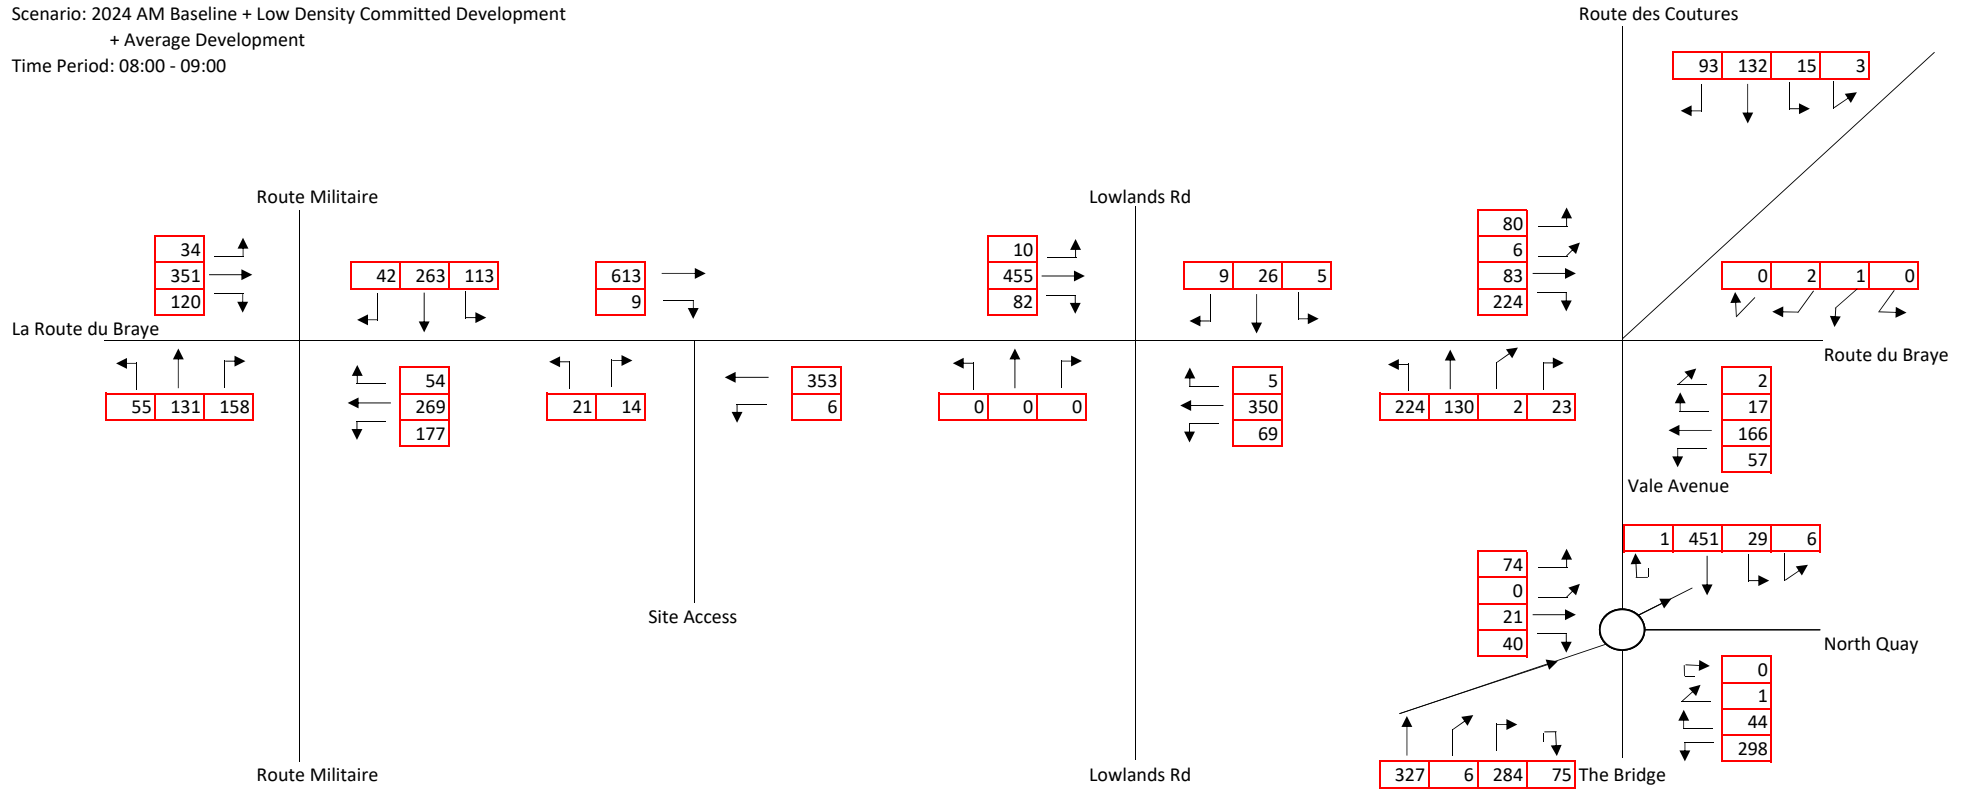 Scenario: 2024 AM Baseline + Low Density Committed Development
+ Average Development
Time Period: 08:00 - 09:00
Route des Coutures
93 132 15 3
Route Militaire
34
351
120
42 263 113
La Route du Braye
55 131 158
54
269
177
Route Militaire
613
9
21 14
353
6
Site Access
Lowlands Rd
10
455
82
9 26 5
0 0 0
5
350
69
Lowlands Rd
80
6
83
224
0 2 1 0
Route du Braye
224 130 2 23
2
17
166
57
Vale Avenue
1 451 29 6
74
0
21
40
North Quay
0
1
44
298
327 6 284 75
The Bridge